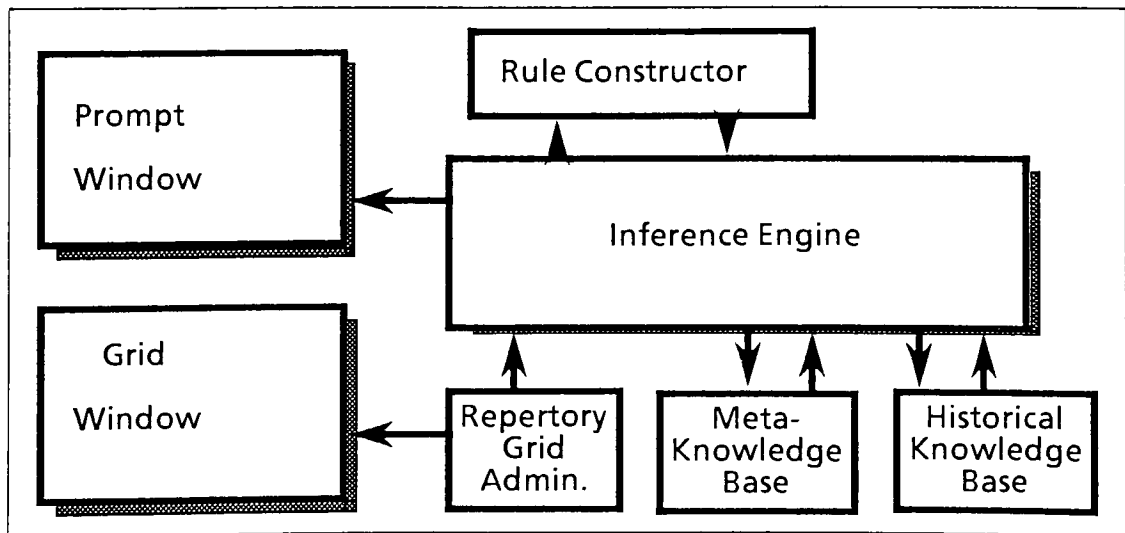 Rule Constructor
Prompt
Window
Inference Engine
Grid
Window
Repertory
Grid
Admin.
Meta-
Knowledge
Base
Historical
Knowledge
Base